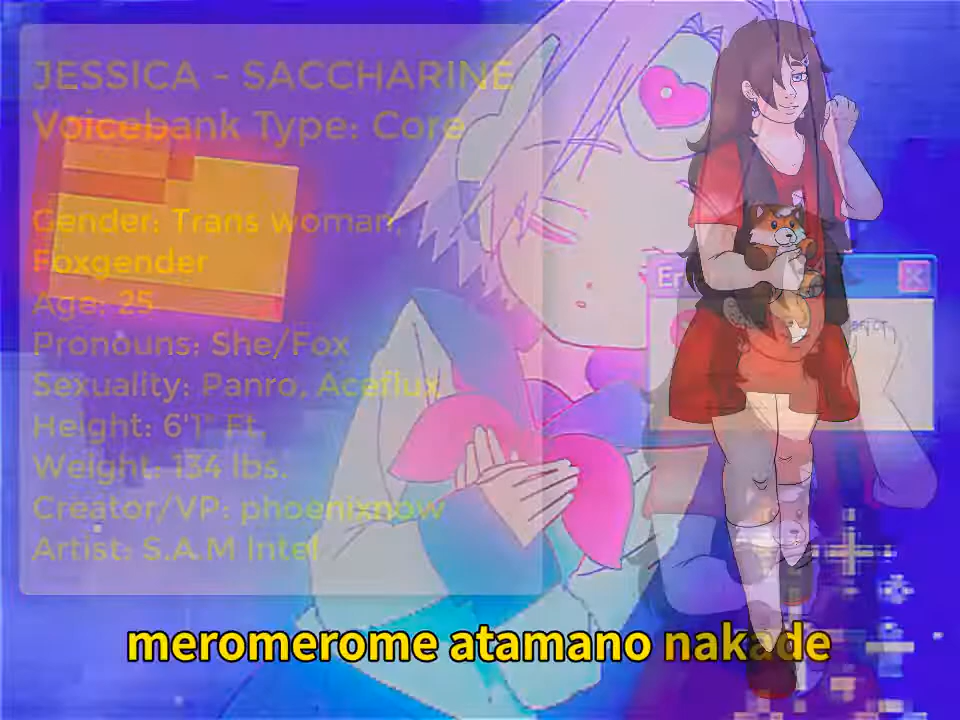 JESSICA - SACCHARINE
Voicebank Type: Core
Gender: Trans woman,
Foxgender
Age: 25
Pronouns: She/Fox
Sexuality: Panro, Aceflux
Height: 6'1" Ft.
Weight: 134 lbs.
Creator/VP: phoenixnow
Artist: S.A.M Intel
meromerome atamano nakade